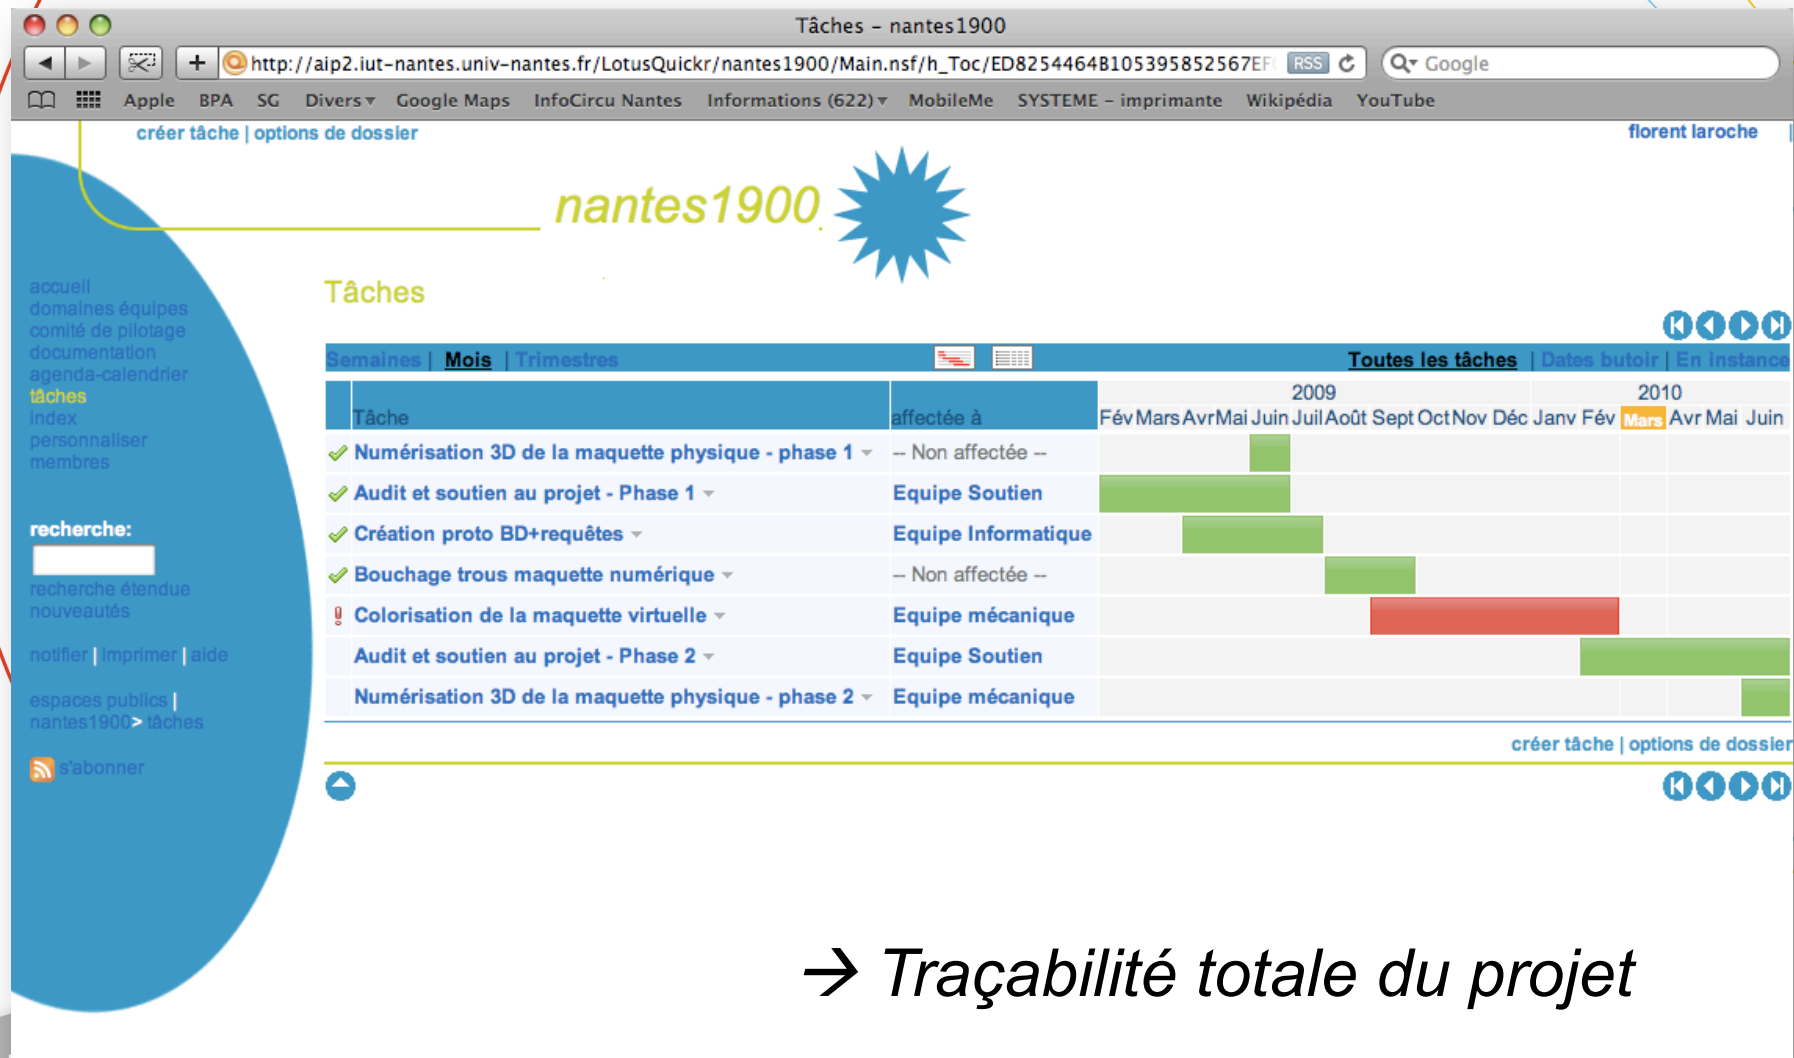 Tâches – nantes1900
http://aip2.iut-nantes.univ-nantes.fr/LotusQuickr/nantes1900/Main.nsf/h_Toc/ED8254464B105395852567EF RSS Google
Apple BPA SG Divers Google Maps InfoCircu Nantes Informations (622) MobileMe SYSTEME – imprimante Wikipédia YouTube
créer tâche | options de dossier florent laroche |
nantes1900
accueil
domaines équipes
comité de pilotage
documentation
agenda-calendrier
tâches
index
personnaliser
membres
recherche:
recherche étendue
nouveautés
notifier | imprimer | aide
espaces publics |
nantes1900> tâches
s'abonner
Tâches
Semaines | Mois | Trimestres Toutes les tâches | Dates butoir | En instance
2009 2010
Tâche affectée à Fév Mars Avr Mai Juin Juil Août Sept Oct Nov Déc Janv Fév Mars Avr Mai Juin
Numérisation 3D de la maquette physique - phase 1 -- Non affectée --
Audit et soutien au projet - Phase 1 Equipe Soutien
Création proto BD+requêtes Equipe Informatique
Bouchage trous maquette numérique -- Non affectée --
Colorisation de la maquette virtuelle Equipe mécanique
Audit et soutien au projet - Phase 2 Equipe Soutien
Numérisation 3D de la maquette physique - phase 2 Equipe mécanique
créer tâche | options de dossier
→ Traçabilité totale du projet